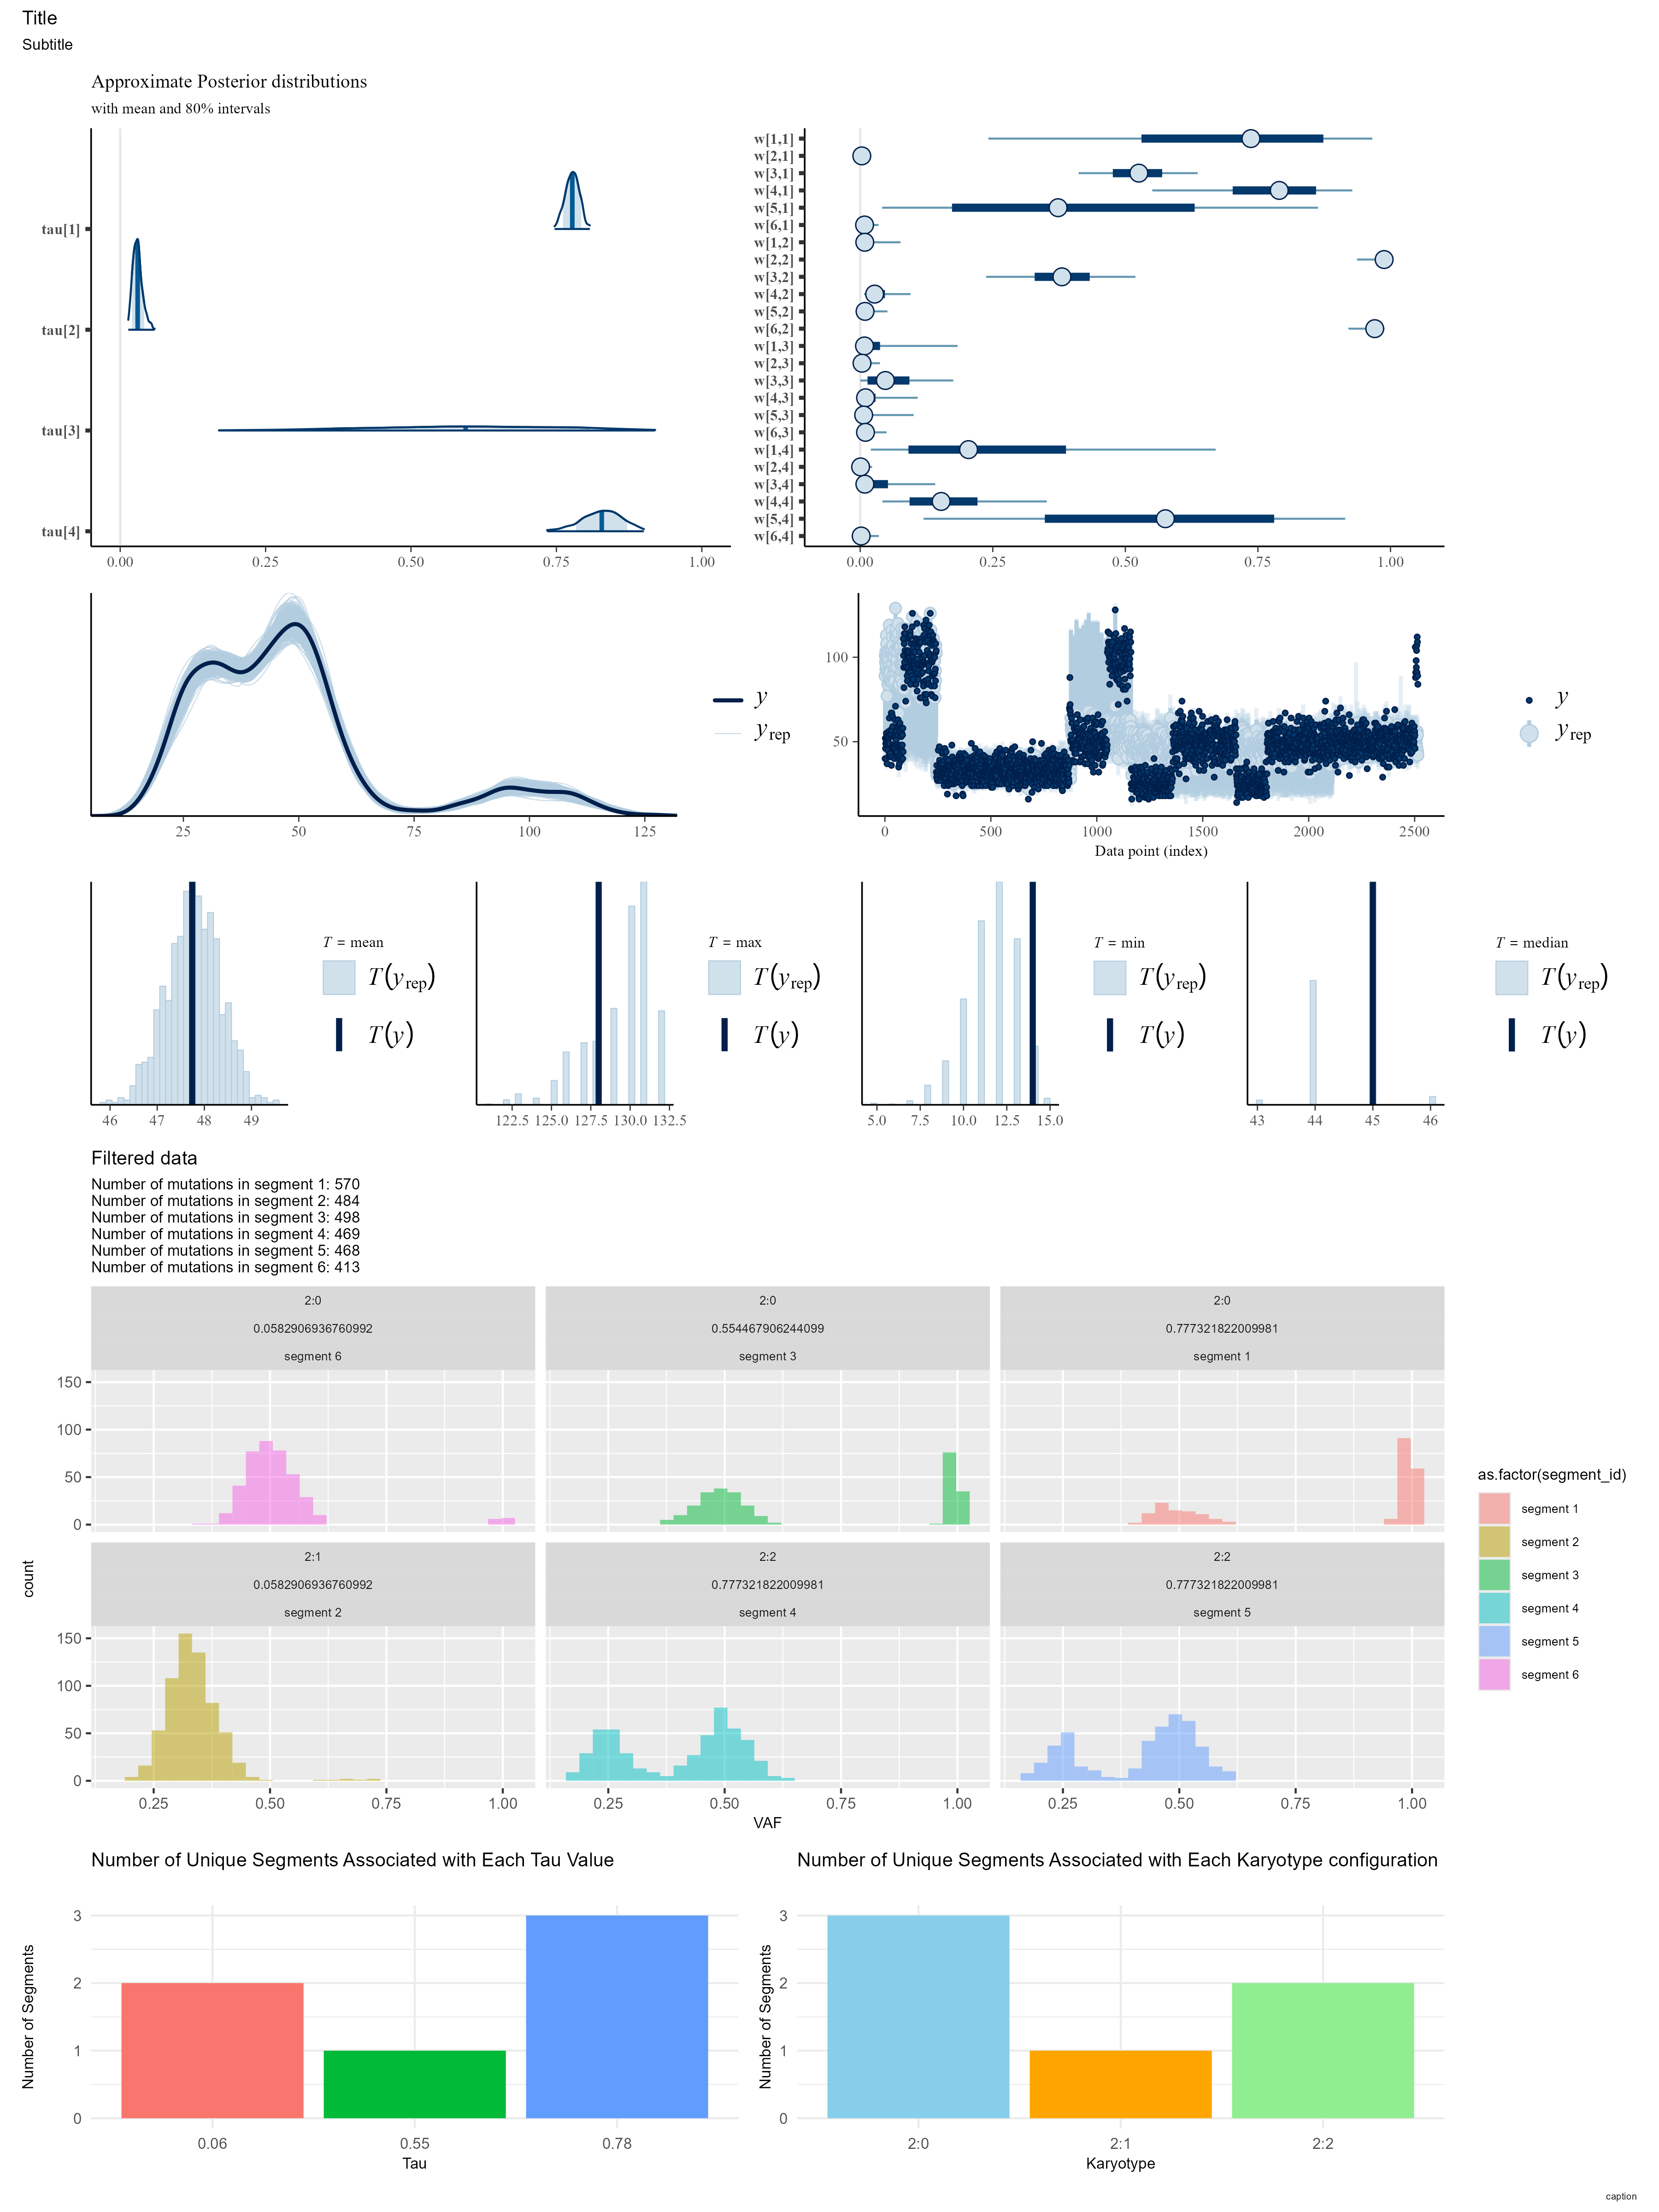 Title
Subtitle
Approximate Posterior distributions
with mean and 80% intervals
tau[1]
tau[2]
tau[3]
tau[4]
0.00 0.25 0.50 0.75 1.00
w[1,1]
w[2,1]
w[3,1]
w[4,1]
w[5,1]
w[6,1]
w[1,2]
w[2,2]
w[3,2]
w[4,2]
w[5,2]
w[6,2]
w[1,3]
w[2,3]
w[3,3]
w[4,3]
w[5,3]
w[6,3]
w[1,4]
w[2,4]
w[3,4]
w[4,4]
w[5,4]
w[6,4]
0.00 0.25 0.50 0.75 1.00
y
yrep
25 50 75 100 125
100
50
0 500 1000 1500 2000 2500
Data point (index)
y
yrep
T = mean
T(yrep)
T(y)
46 47 48 49
T = max
T(yrep)
T(y)
122.5 125.0 127.5 130.0 132.5
T = min
T(yrep)
T(y)
5.0 7.5 10.0 12.5 15.0
T = median
T(yrep)
T(y)
43 44 45 46
Filtered data
Number of mutations in segment 1: 570
Number of mutations in segment 2: 484
Number of mutations in segment 3: 498
Number of mutations in segment 4: 469
Number of mutations in segment 5: 468
Number of mutations in segment 6: 413
2:0 2:0 2:0
0.0582906936760992 0.554467906244099 0.777321822009981
segment 6 segment 3 segment 1
150
100
50
0
2:1 2:2 2:2
0.0582906936760992 0.777321822009981 0.777321822009981
segment 2 segment 4 segment 5
150
100
50
0
0.25 0.50 0.75 1.00 0.25 0.50 0.75 1.00 0.25 0.50 0.75 1.00
count
VAF
as.factor(segment_id)
segment 1
segment 2
segment 3
segment 4
segment 5
segment 6
Number of Unique Segments Associated with Each Tau Value
Number of Segments
3
2
1
0
0.06 0.55 0.78
Tau
Number of Unique Segments Associated with Each Karyotype configuration
Number of Segments
3
2
1
0
2:0 2:1 2:2
Karyotype
caption